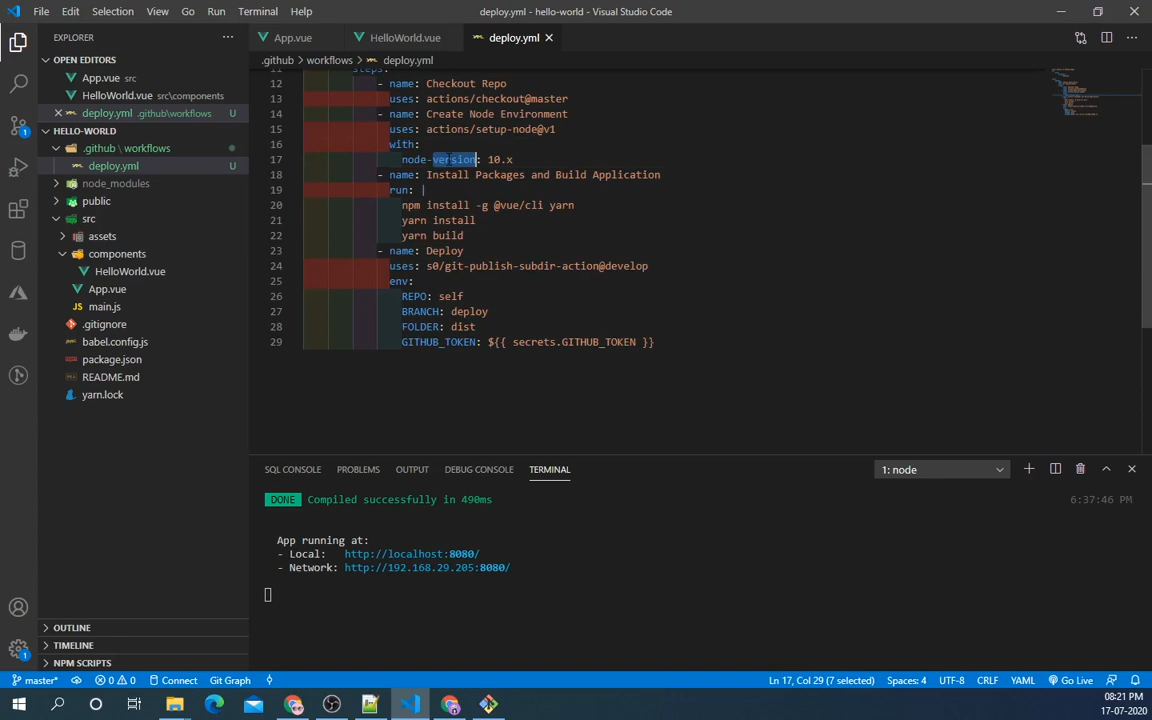 File Edit Selection View Go Run Terminal Help
deploy.yml - hello-world - Visual Studio Code
EXPLORER
App.vue
HelloWorld.vue
deploy.yml
OPEN EDITORS
App.vue src
HelloWorld.vue src\components
deploy.yml .github\workflows U
HELLO-WORLD
.github \ workflows
deploy.yml U
node_modules
public
src
assets
components
HelloWorld.vue
App.vue
main.js
.gitignore
babel.config.js
package.json
README.md
yarn.lock
OUTLINE
TIMELINE
NPM SCRIPTS
.github > workflows > deploy.yml
11 steps:
12 - name: Checkout Repo
13 uses: actions/checkout@master
14 - name: Create Node Environment
15 uses: actions/setup-node@v1
16 with:
17 node-version: 10.x
18 - name: Install Packages and Build Application
19 run: |
20 npm install -g @vue/cli yarn
21 yarn install
22 yarn build
23 - name: Deploy
24 uses: s0/git-publish-subdir-action@develop
25 env:
26 REPO: self
27 BRANCH: deploy
28 FOLDER: dist
29 GITHUB_TOKEN: ${{ secrets.GITHUB_TOKEN }}
SQL CONSOLE PROBLEMS OUTPUT DEBUG CONSOLE TERMINAL
1: node
DONE Compiled successfully in 490ms
6:37:46 PM
App running at:
- Local: http://localhost:8080/
- Network: http://192.168.29.205:8080/
1
1
master* 0 0 Connect Git Graph
Ln 17, Col 29 (7 selected) Spaces: 4 UTF-8 CRLF YAML Go Live
08:21 PM
17-07-2020